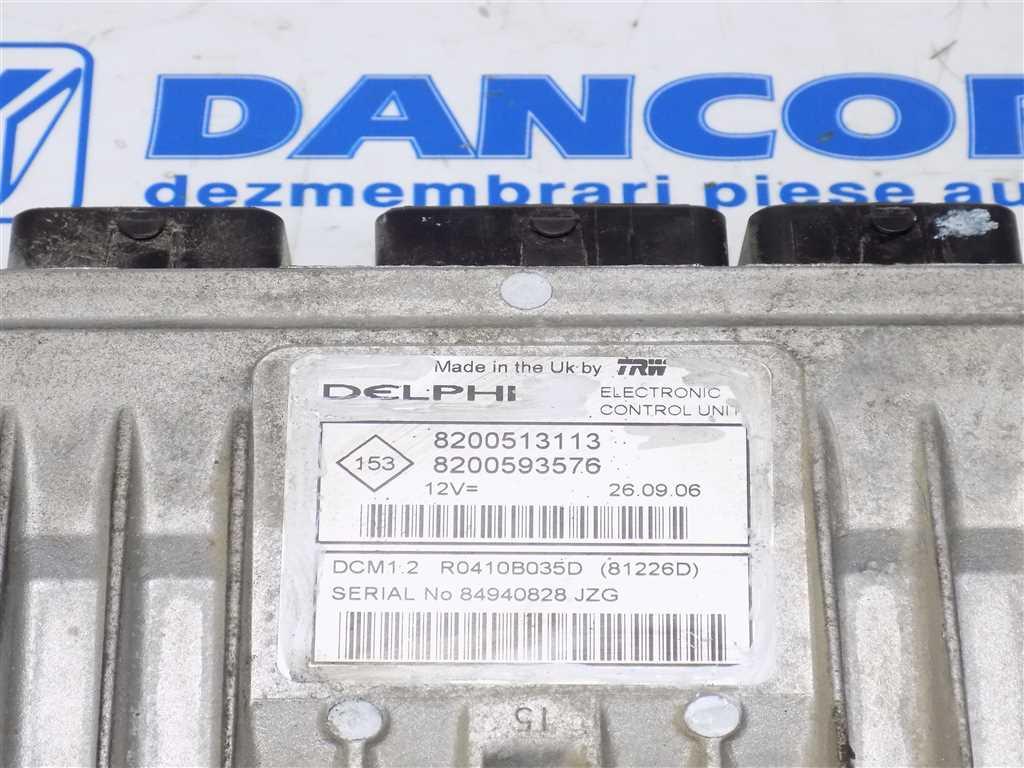 DANCO
dezmembrari piese au
Made in the Uk by TRW
DELPHI ELECTRONIC
CONTROL UNIT
153
8200513113
8200593576
12V= 26.09.06
DCM1.2 R0410B035D (81226D)
SERIAL No 84940828 JZG
15